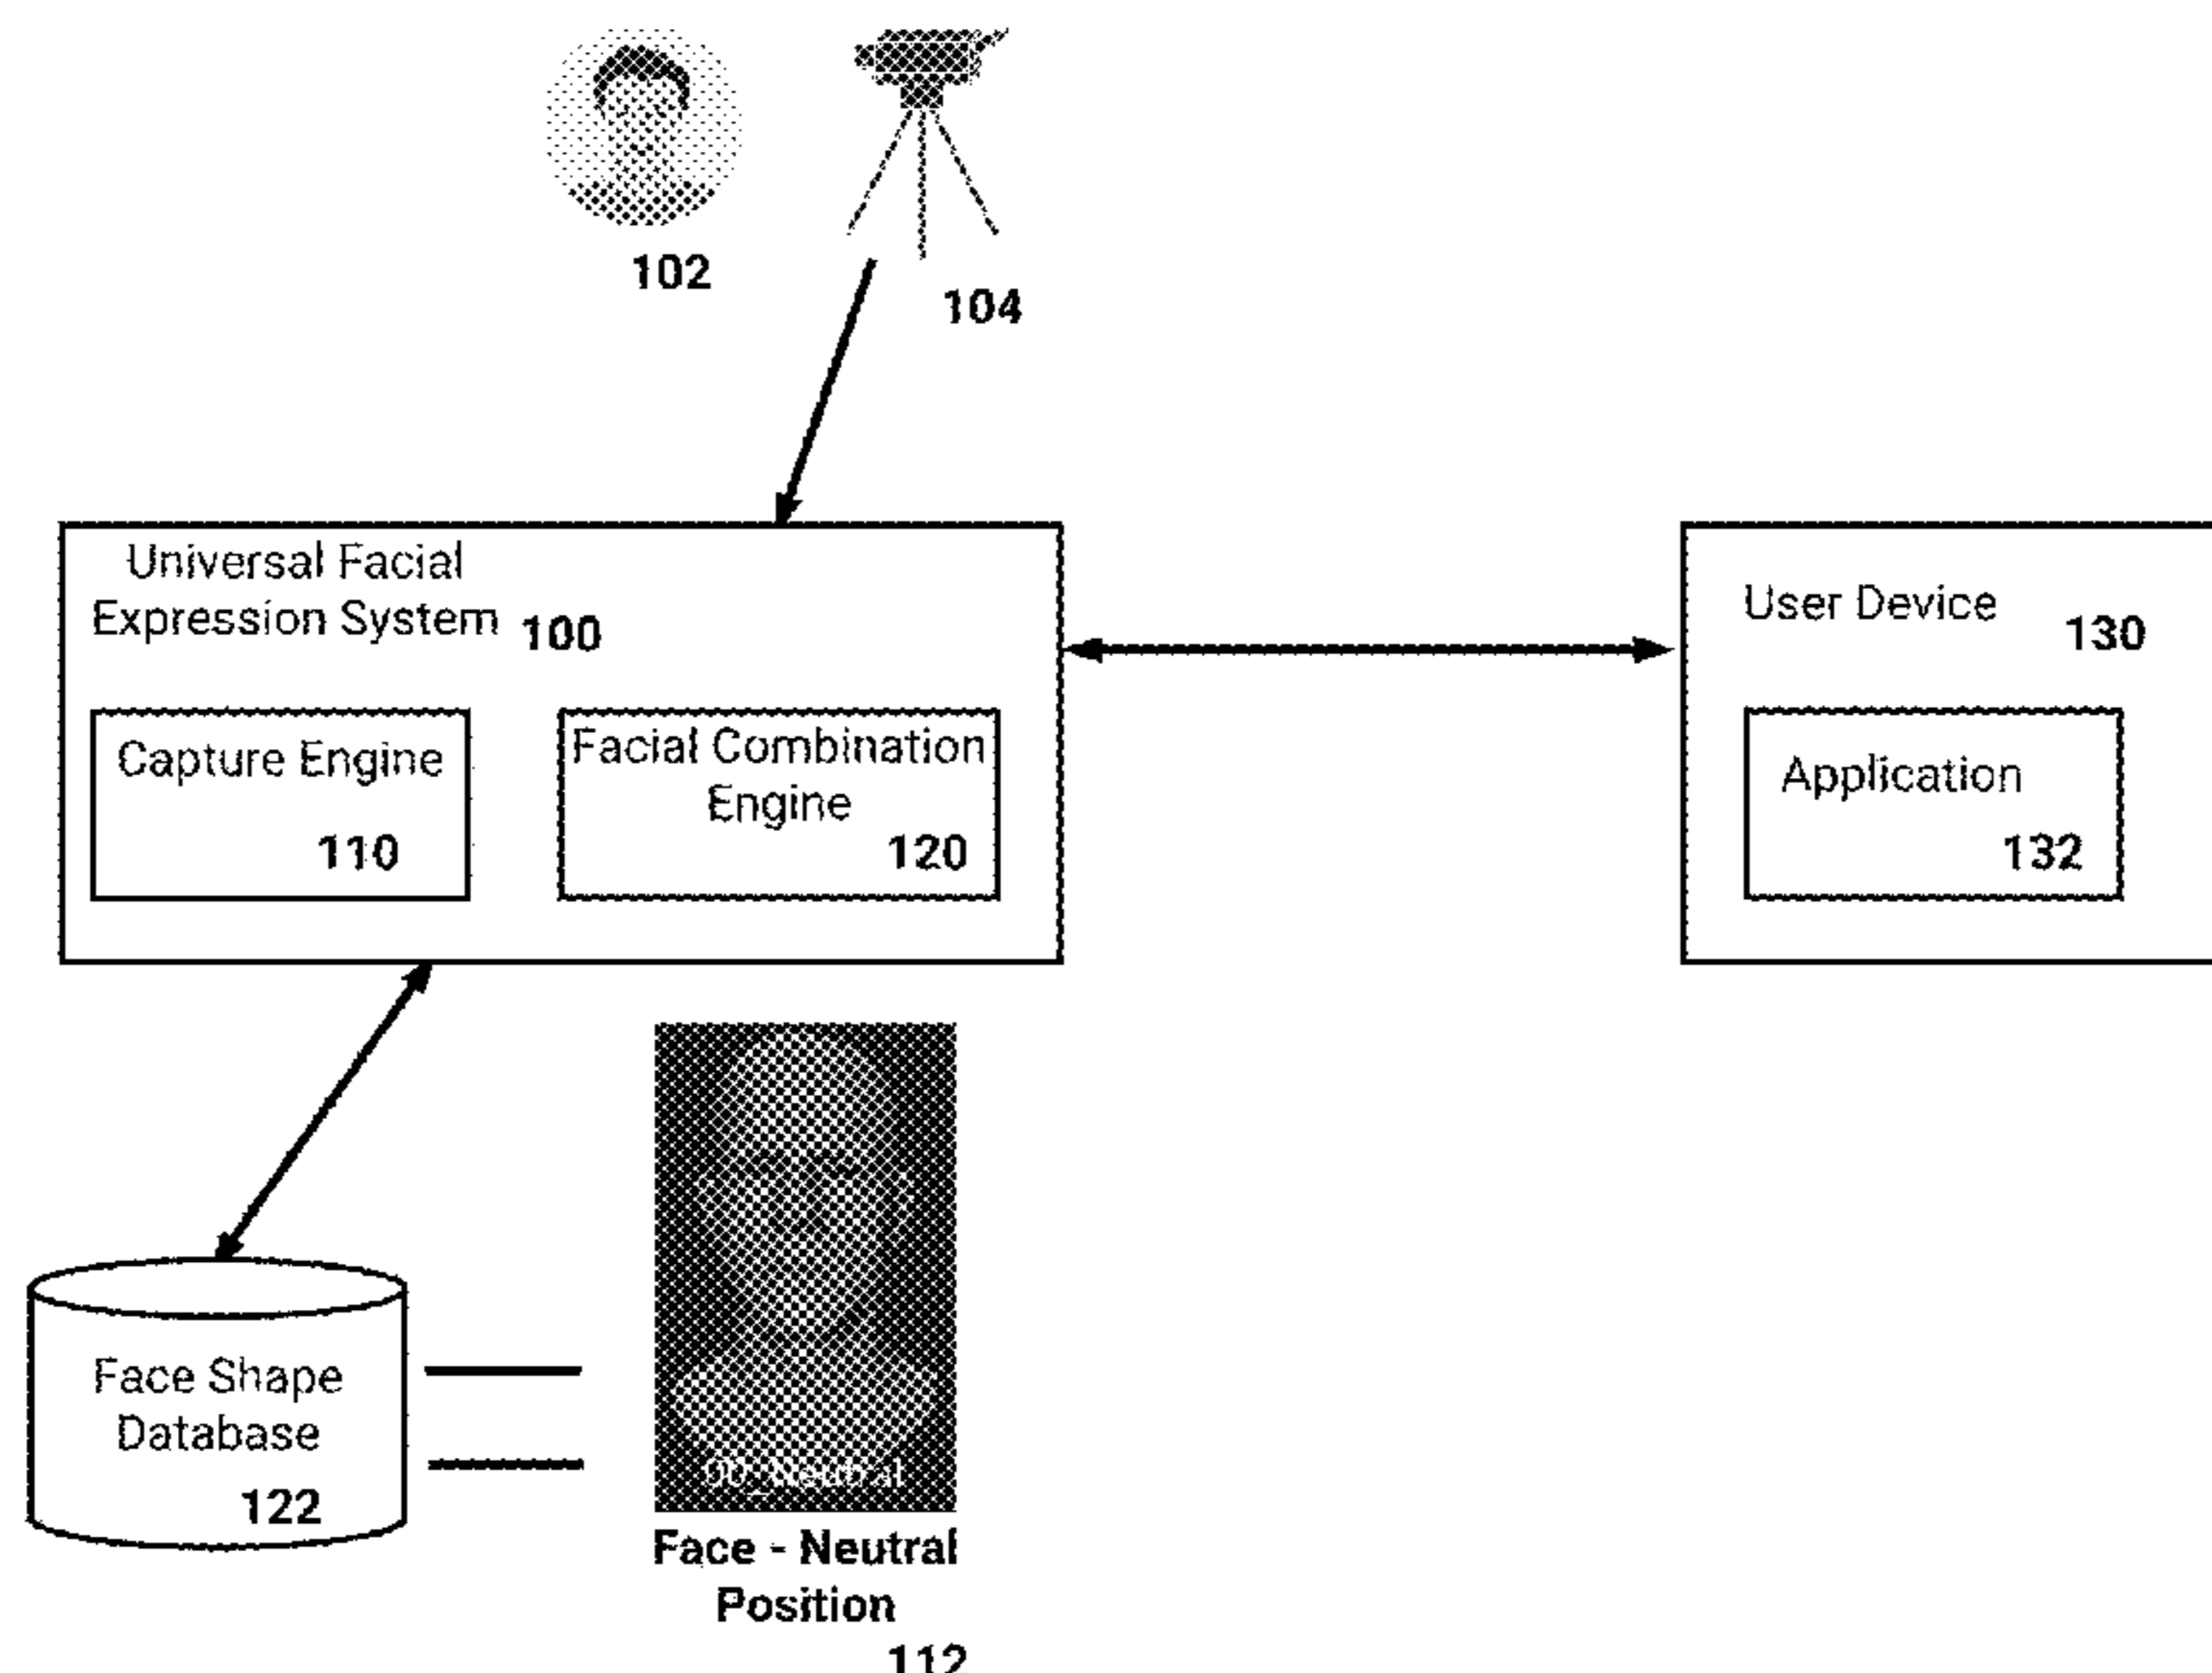 102
104
Universal Facial
Expression System 100
Capture Engine
110
Facial Combination
Engine
120
User Device
130
Application
132
Face Shape
Database
122
00_Neutral
Face - Neutral
Position
112